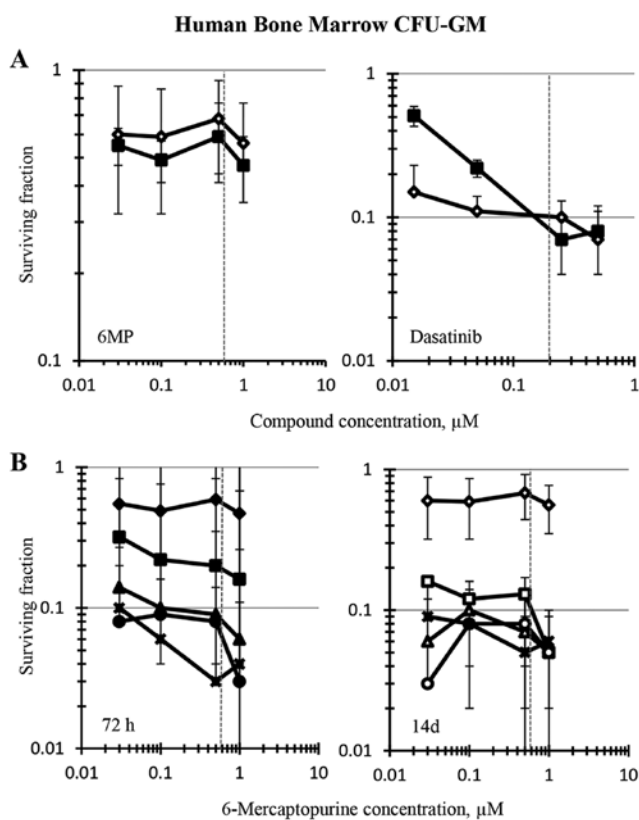 Human Bone Marrow CFU-GM
A
Surviving fraction
1
0.1
6MP
0.01
0.1
1
10
1
0.1
0.01
Dasatinib
0.01
0.1
1
Compound concentration, µM
B
Surviving fraction
1
0.1
0.01
72 h
0.01
0.1
1
10
1
0.1
0.01
14d
0.01
0.1
1
10
6-Mercaptopurine concentration, µM